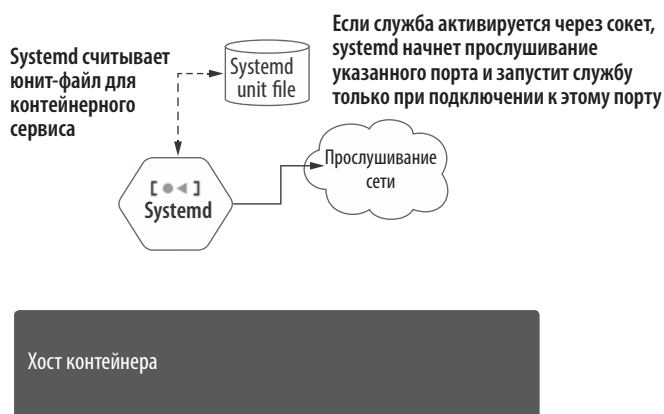 Если служба активируется через сокет,
systemd начнет прослушивание
указанного порта и запустит службу
только при подключении к этому порту
Systemd считывает
юнит-файл для
контейнерного
сервиса
Systemd
unit file
Прослушивание
сети
Systemd
Хост контейнера